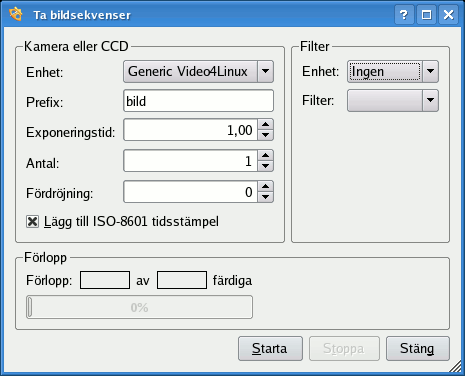 Ta bildsekvenser
Kamera eller CCD
Enhet: Generic Video4Linux
Prefix: bild
Exponeringstid: 1,00
Antal: 1
Fördröjning: 0
Lägg till ISO-8601 tidsstämpel
Filter
Enhet: Ingen
Filter:
Förlopp
Förlopp: av färdiga
0%
Starta Stoppa Stäng